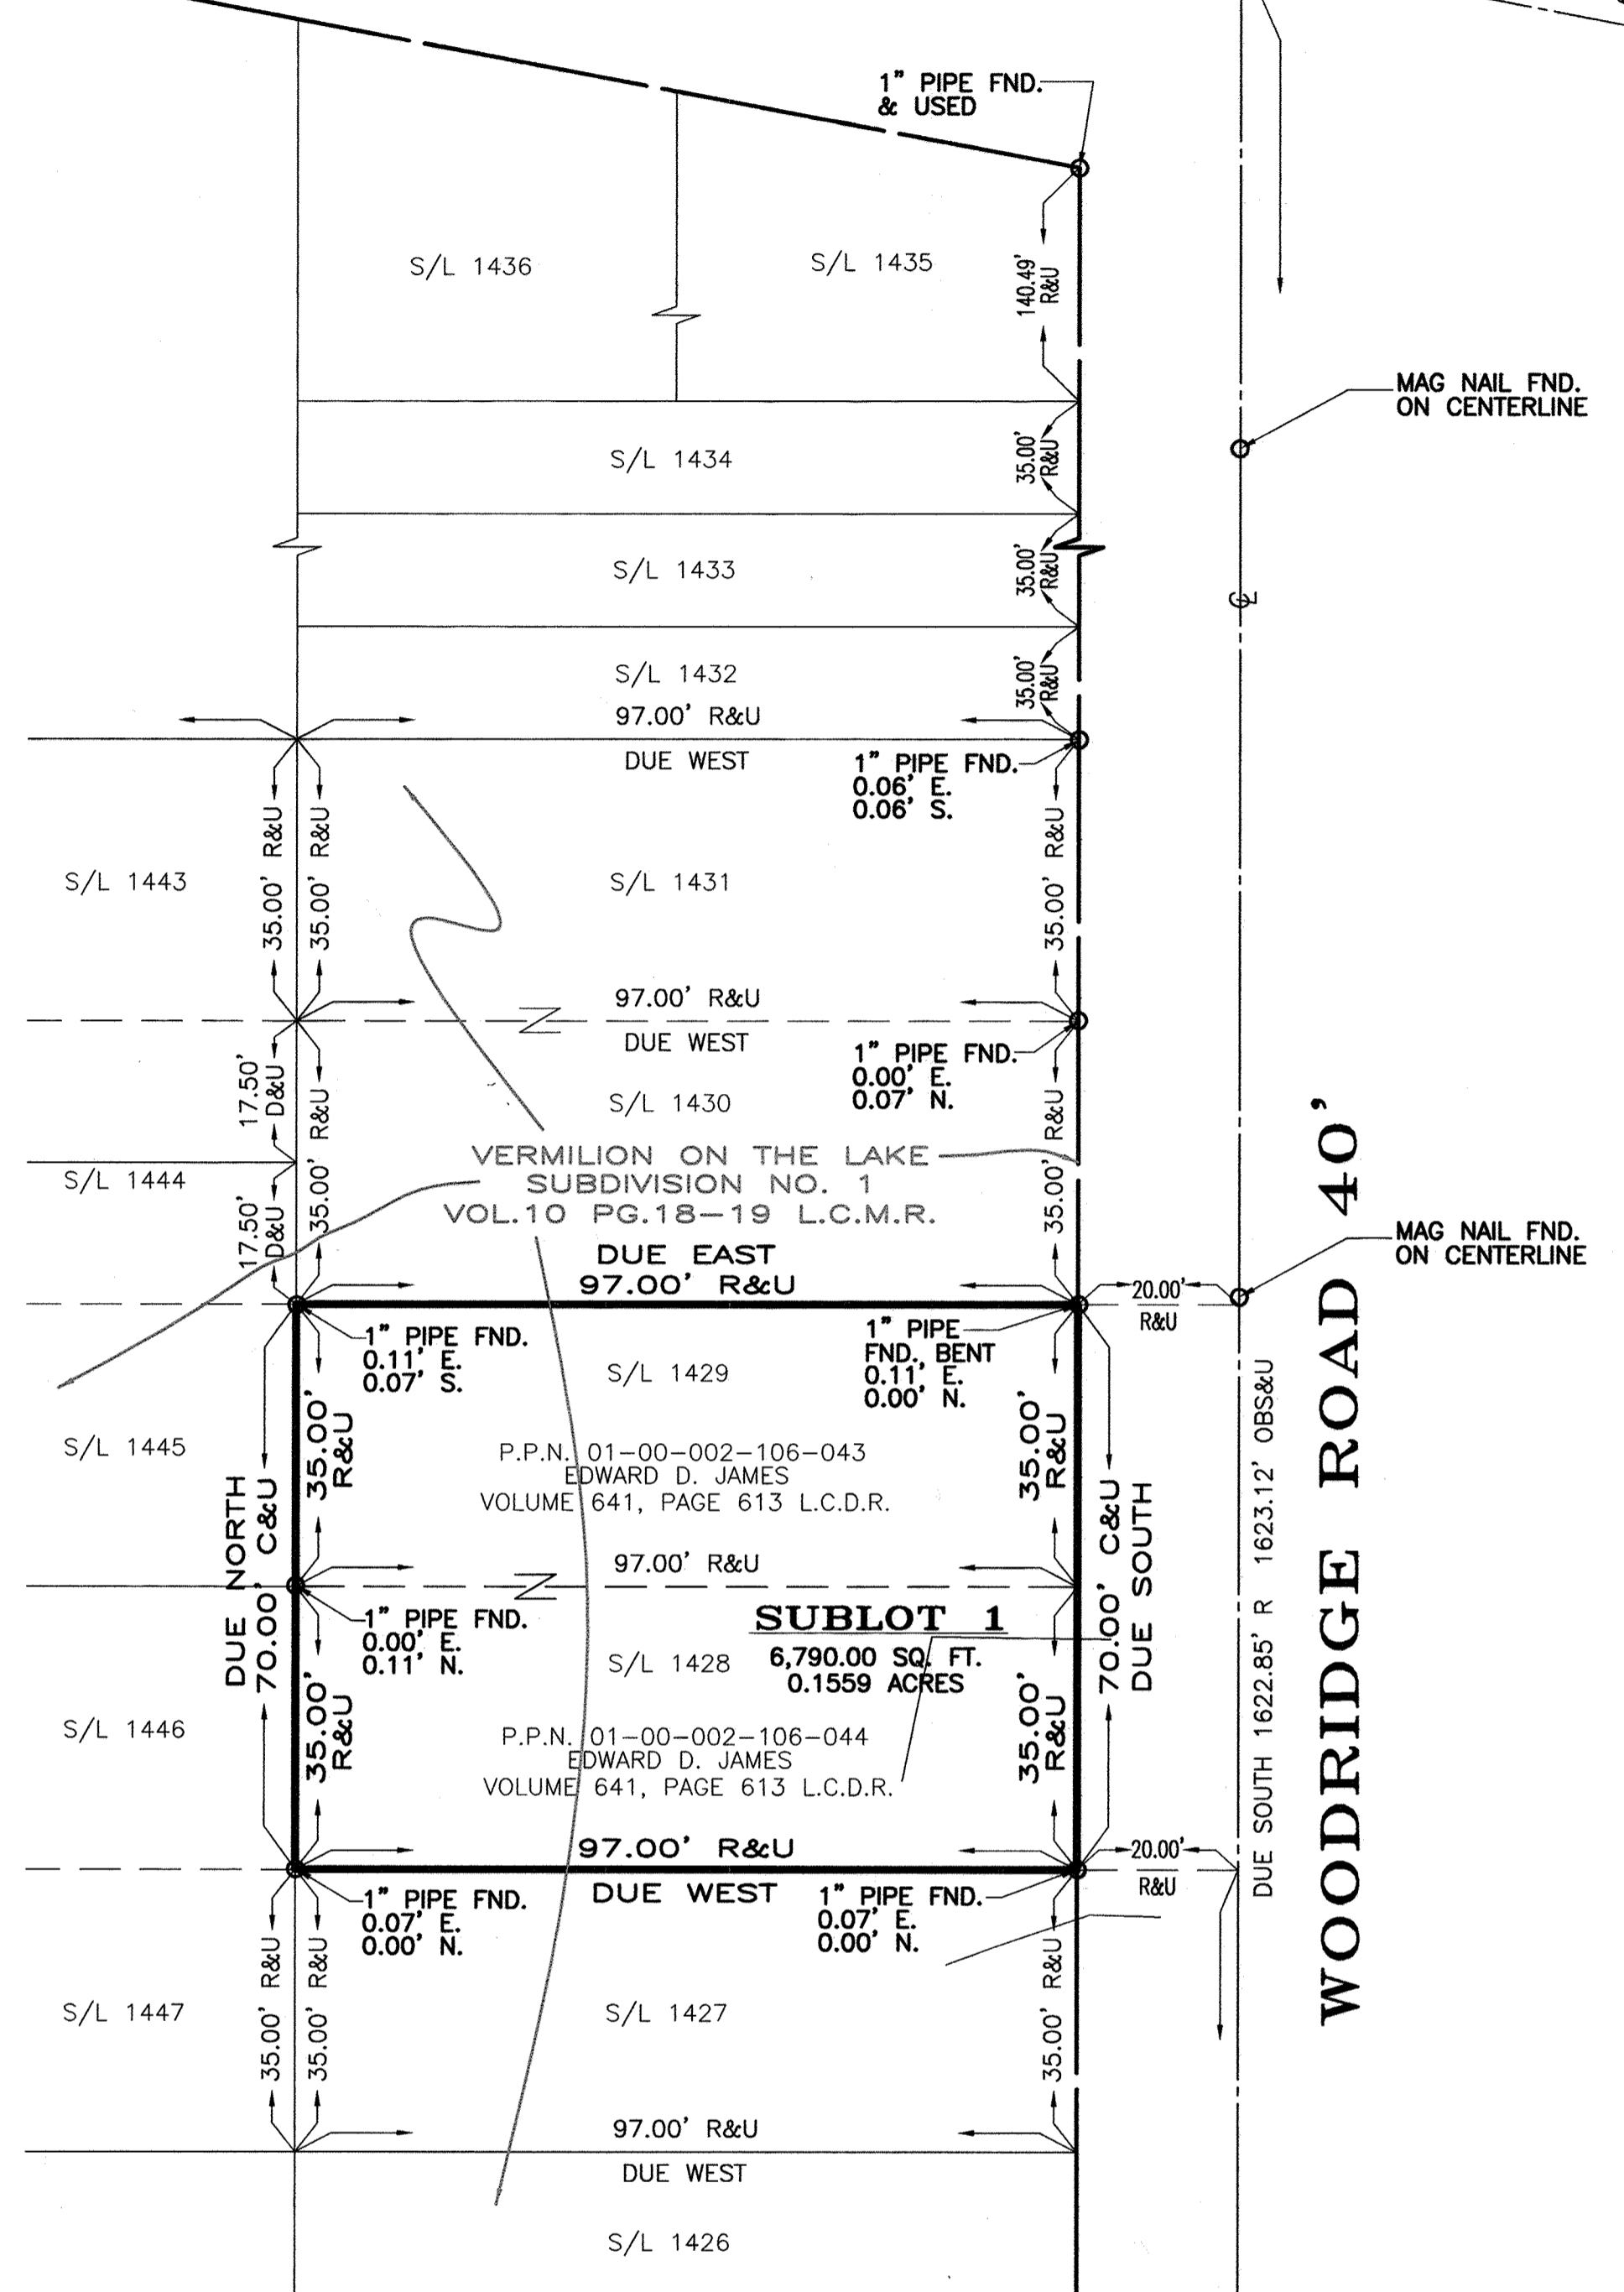 1" PIPE FND.
& USED
S/L 1436
S/L 1435
140.49'
R&U
MAG NAIL FND.
ON CENTERLINE
S/L 1434
35.00'
R&U
S/L 1433
35.00'
R&U
℄
S/L 1432
35.00'
R&U
97.00' R&U
DUE WEST
1" PIPE FND.
0.06' E.
0.06' S.
S/L 1443
35.00' R&U
35.00' R&U
S/L 1431
35.00' R&U
97.00' R&U
DUE WEST
1" PIPE FND.
0.00' E.
0.07' N.
17.50'
D&U
35.00' R&U
S/L 1430
35.00' R&U
S/L 1444
17.50'
D&U
VERMILION ON THE LAKE
SUBDIVISION NO. 1
VOL.10 PG.18-19 L.C.M.R.
DUE EAST
97.00' R&U
MAG NAIL FND.
ON CENTERLINE
20.00'
R&U
1" PIPE FND.
0.11' E.
0.07' S.
1" PIPE
FND., BENT
0.11' E.
0.00' N.
S/L 1429
S/L 1445
35.00'
R&U
P.P.N. 01-00-002-106-043
EDWARD D. JAMES
VOLUME 641, PAGE 613 L.C.D.R.
35.00'
R&U
DUE NORTH
70.00' C&U
70.00' C&U
DUE SOUTH
DUE SOUTH 1622.85' R 1623.12' OBS&U
WOODRIDGE ROAD 40'
97.00' R&U
1" PIPE FND.
0.00' E.
0.11' N.
SUBLOT 1
6,790.00 SQ. FT.
0.1559 ACRES
S/L 1428
S/L 1446
35.00'
R&U
P.P.N. 01-00-002-106-044
EDWARD D. JAMES
VOLUME 641, PAGE 613 L.C.D.R.
35.00'
R&U
97.00' R&U
DUE WEST
20.00'
R&U
1" PIPE FND.
0.07' E.
0.00' N.
1" PIPE FND.
0.07' E.
0.00' N.
S/L 1447
35.00' R&U
35.00' R&U
S/L 1427
35.00' R&U
97.00' R&U
DUE WEST
S/L 1426